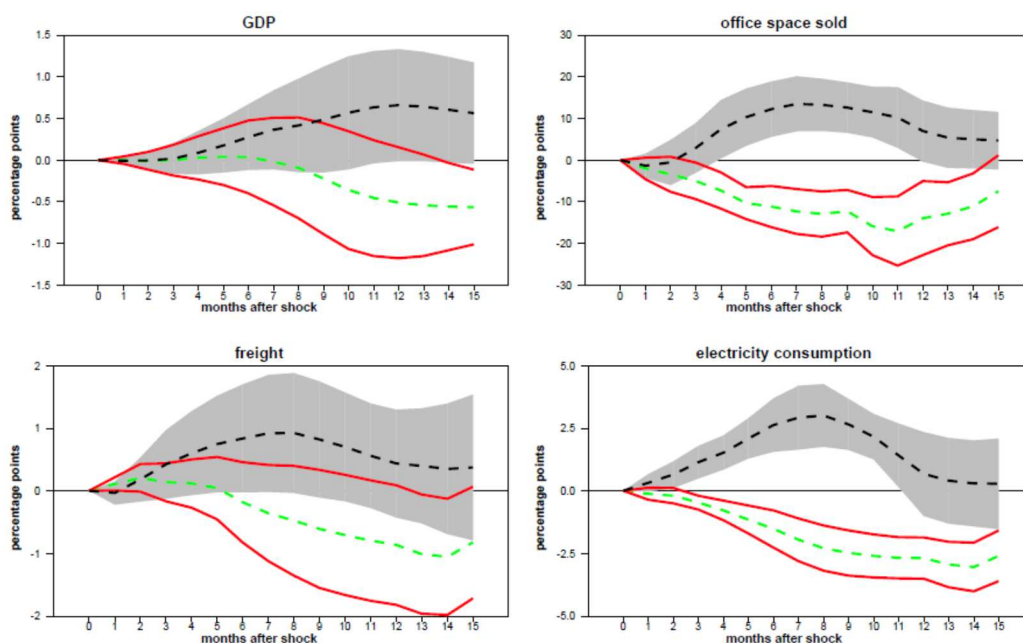 GDP
1.5
1.0
0.5
0.0
-0.5
-1.0
-1.5
percentage points
0 1 2 3 4 5 6 7 8 9 10 11 12 13 14 15
months after shock
office space sold
30
20
10
0
-10
-20
-30
percentage points
0 1 2 3 4 5 6 7 8 9 10 11 12 13 14 15
months after shock
freight
2
1
0
-1
-2
percentage points
0 1 2 3 4 5 6 7 8 9 10 11 12 13 14 15
months after shock
electricity consumption
5.0
2.5
0.0
-2.5
-5.0
percentage points
0 1 2 3 4 5 6 7 8 9 10 11 12 13 14 15
months after shock